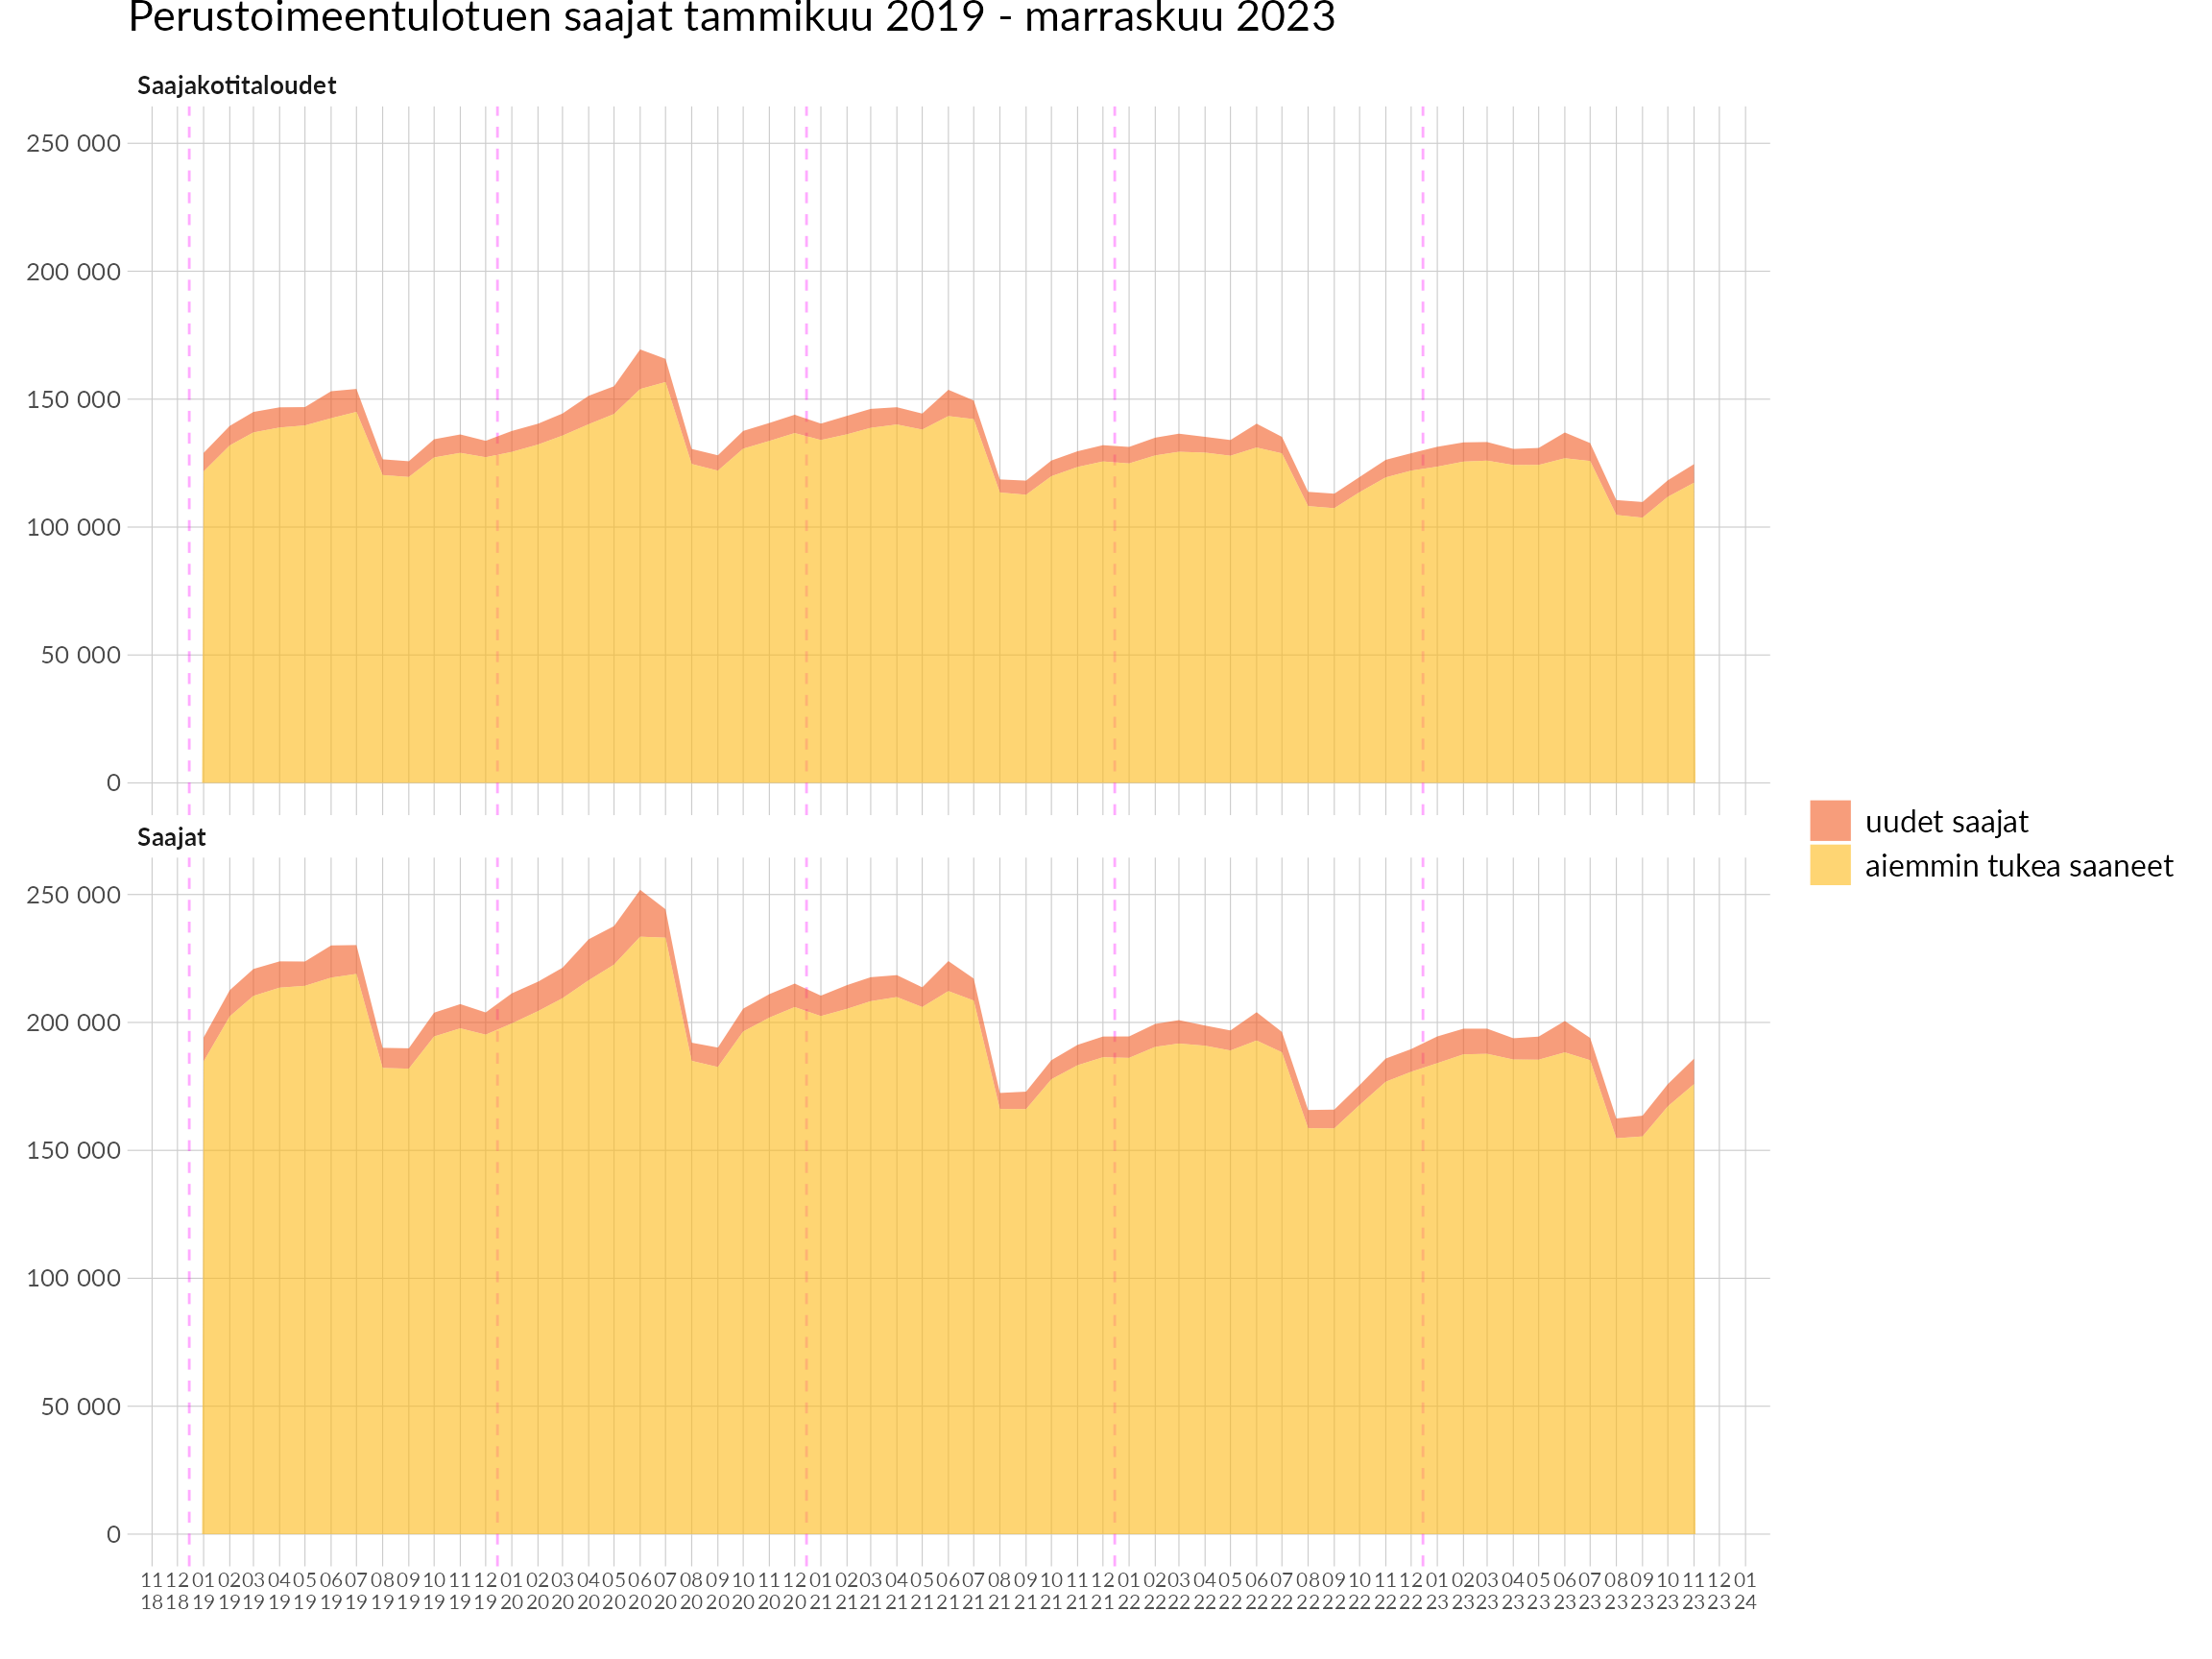 Perustoimeentulotuen saajat tammikuu 2019 - marraskuu 2023
Saajakotitaloudet
250 000
200 000
150 000
100 000
50 000
0
Saajat
250 000
200 000
150 000
100 000
50 000
0
11 12 01 02 03 04 05 06 07 08 09 10 11 12 01 02 03 04 05 06 07 08 09 10 11 12 01 02 03 04 05 06 07 08 09 10 11 12 01 02 03 04 05 06 07 08 09 10 11 12 01 02 03 04 05 06 07 08 09 10 11 12 01
18 18 19 19 19 19 19 19 19 19 19 19 19 19 20 20 20 20 20 20 20 20 20 20 20 20 21 21 21 21 21 21 21 21 21 21 21 21 22 22 22 22 22 22 22 22 22 22 22 22 23 23 23 23 23 23 23 23 23 23 23 23 24
uudet saajat
aiemmin tukea saaneet